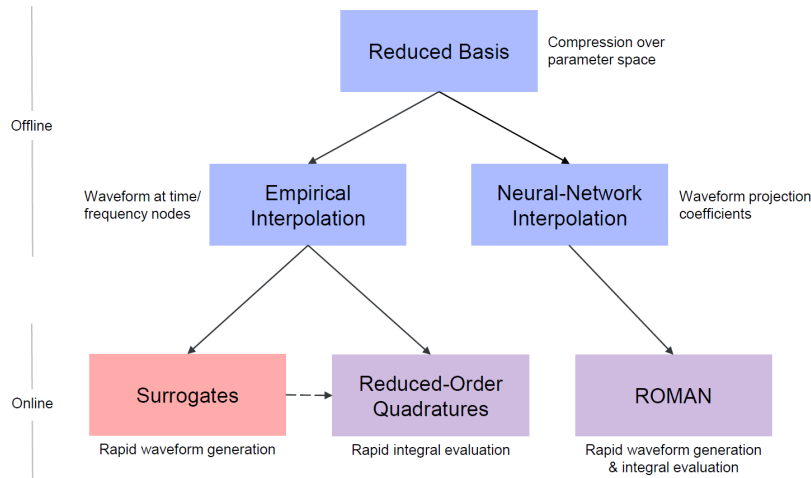 Reduced Basis
Compression over
parameter space
Offline
Waveform at time/
frequency nodes
Empirical
Interpolation
Neural-Network
Interpolation
Waveform projection
coefficients
Online
Surrogates
Reduced-Order
Quadratures
ROMAN
Rapid waveform generation
Rapid integral evaluation
Rapid waveform generation
& integral evaluation